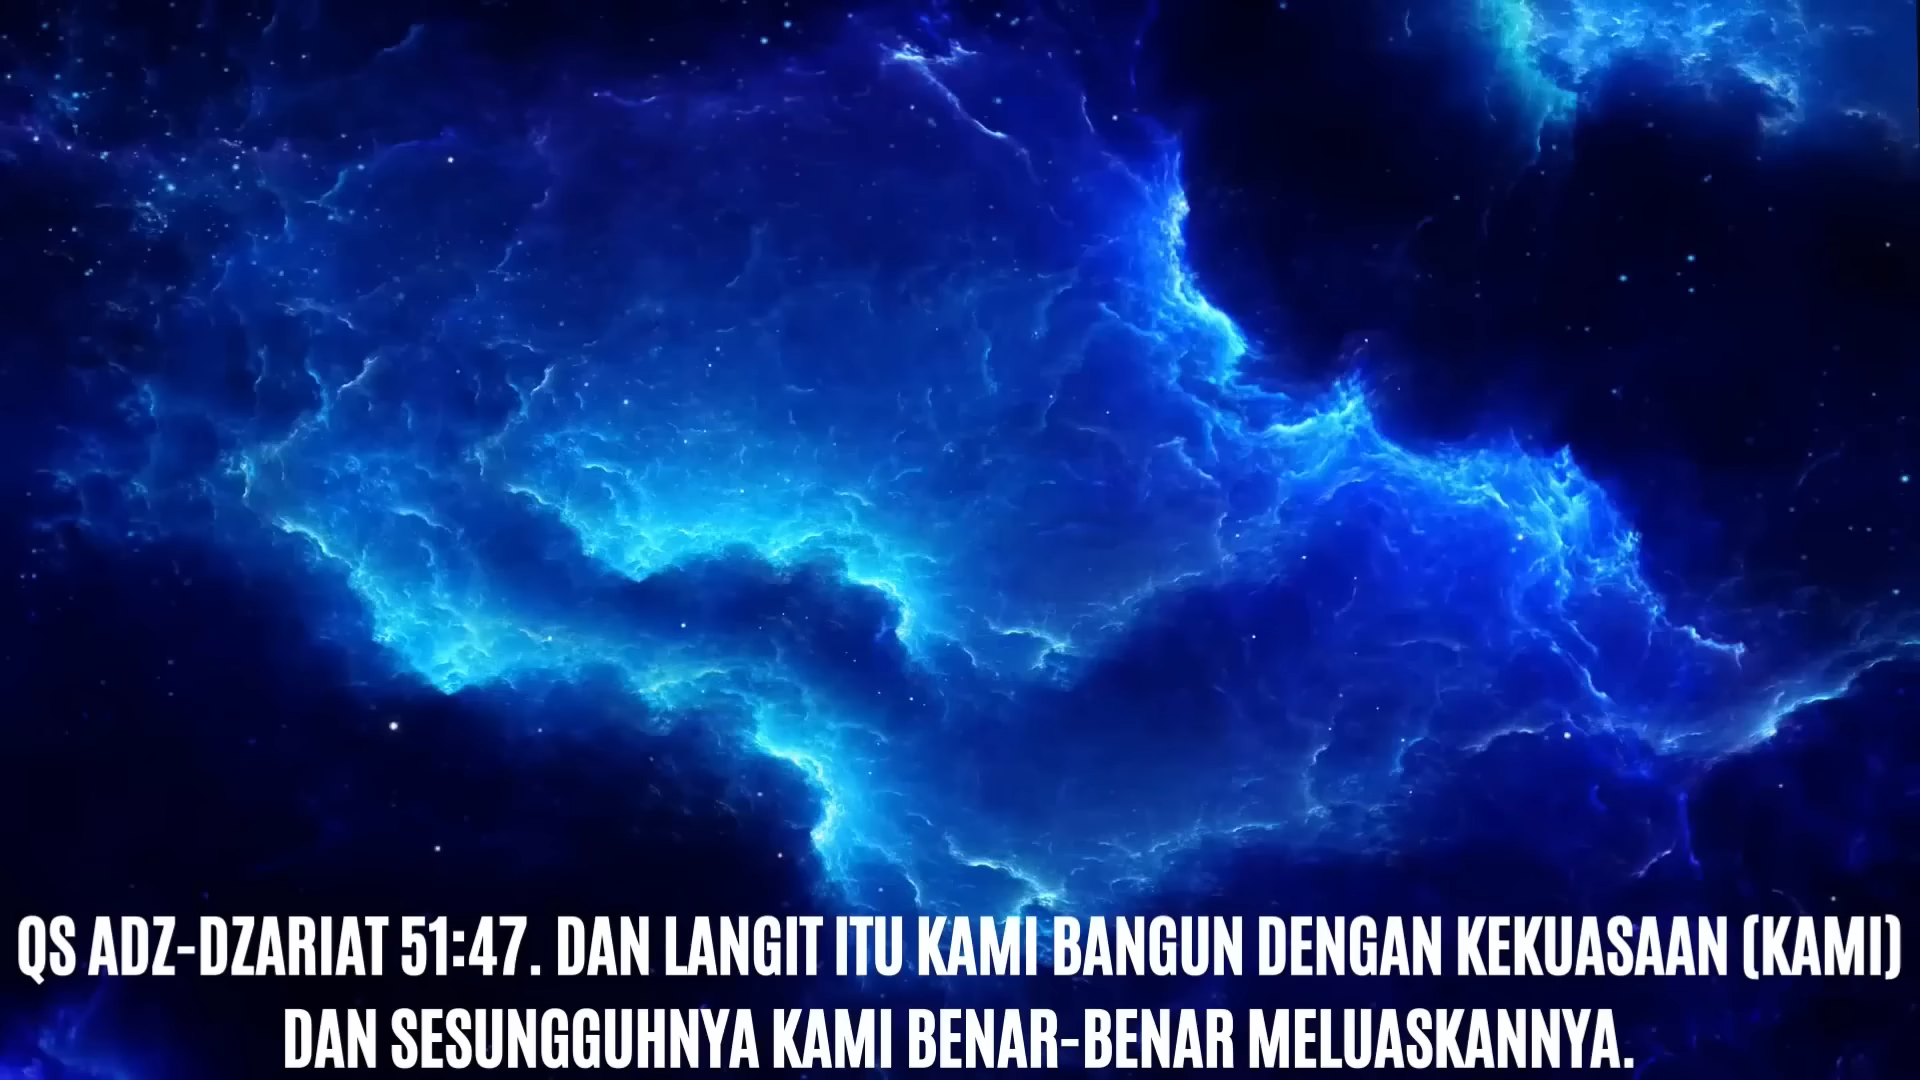 QS ADZ-DZARIAT 51:47. DAN LANGIT ITU KAMI BANGUN DENGAN KEKUASAAN (KAMI)
DAN SESUNGGUHNYA KAMI BENAR-BENAR MELUASKANNYA.